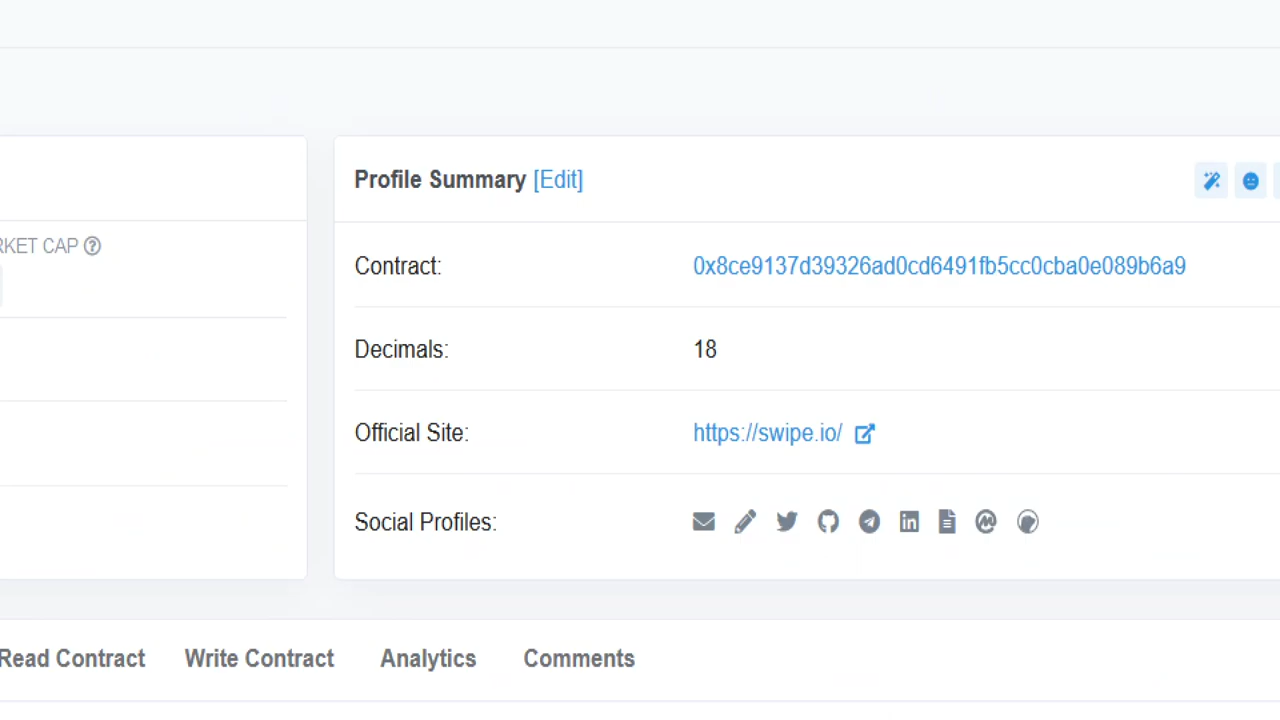 Profile Summary [Edit]
RKET CAP
Contract: 0x8ce9137d39326ad0cd6491fb5cc0cba0e089b6a9
Decimals: 18
Official Site: https://swipe.io/
Social Profiles:
Read Contract Write Contract Analytics Comments